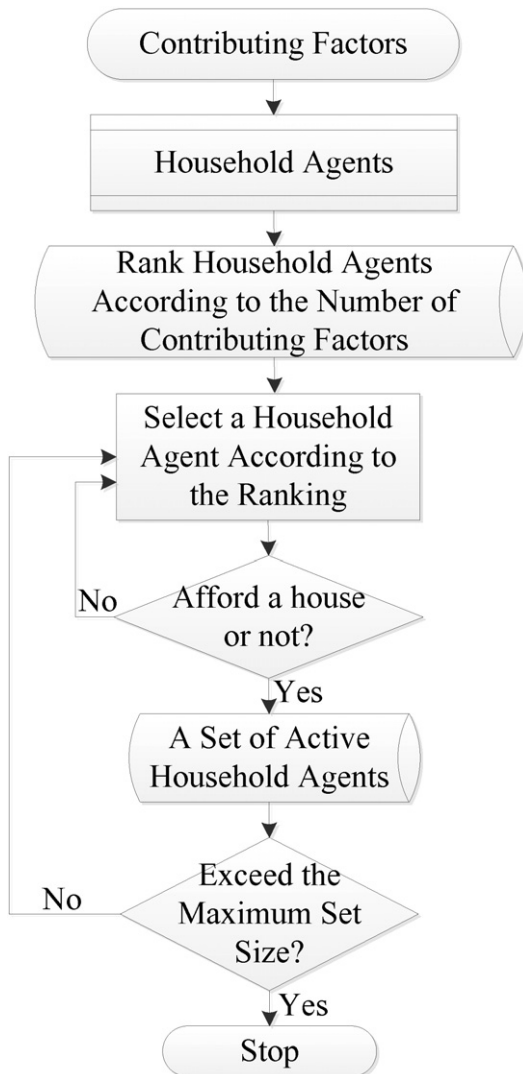 Contributing Factors
Household Agents
Rank Household Agents
According to the Number of
Contributing Factors
Select a Household
Agent According to
the Ranking
No
Afford a house
or not?
Yes
A Set of Active
Household Agents
No
Exceed the
Maximum Set
Size?
Yes
Stop